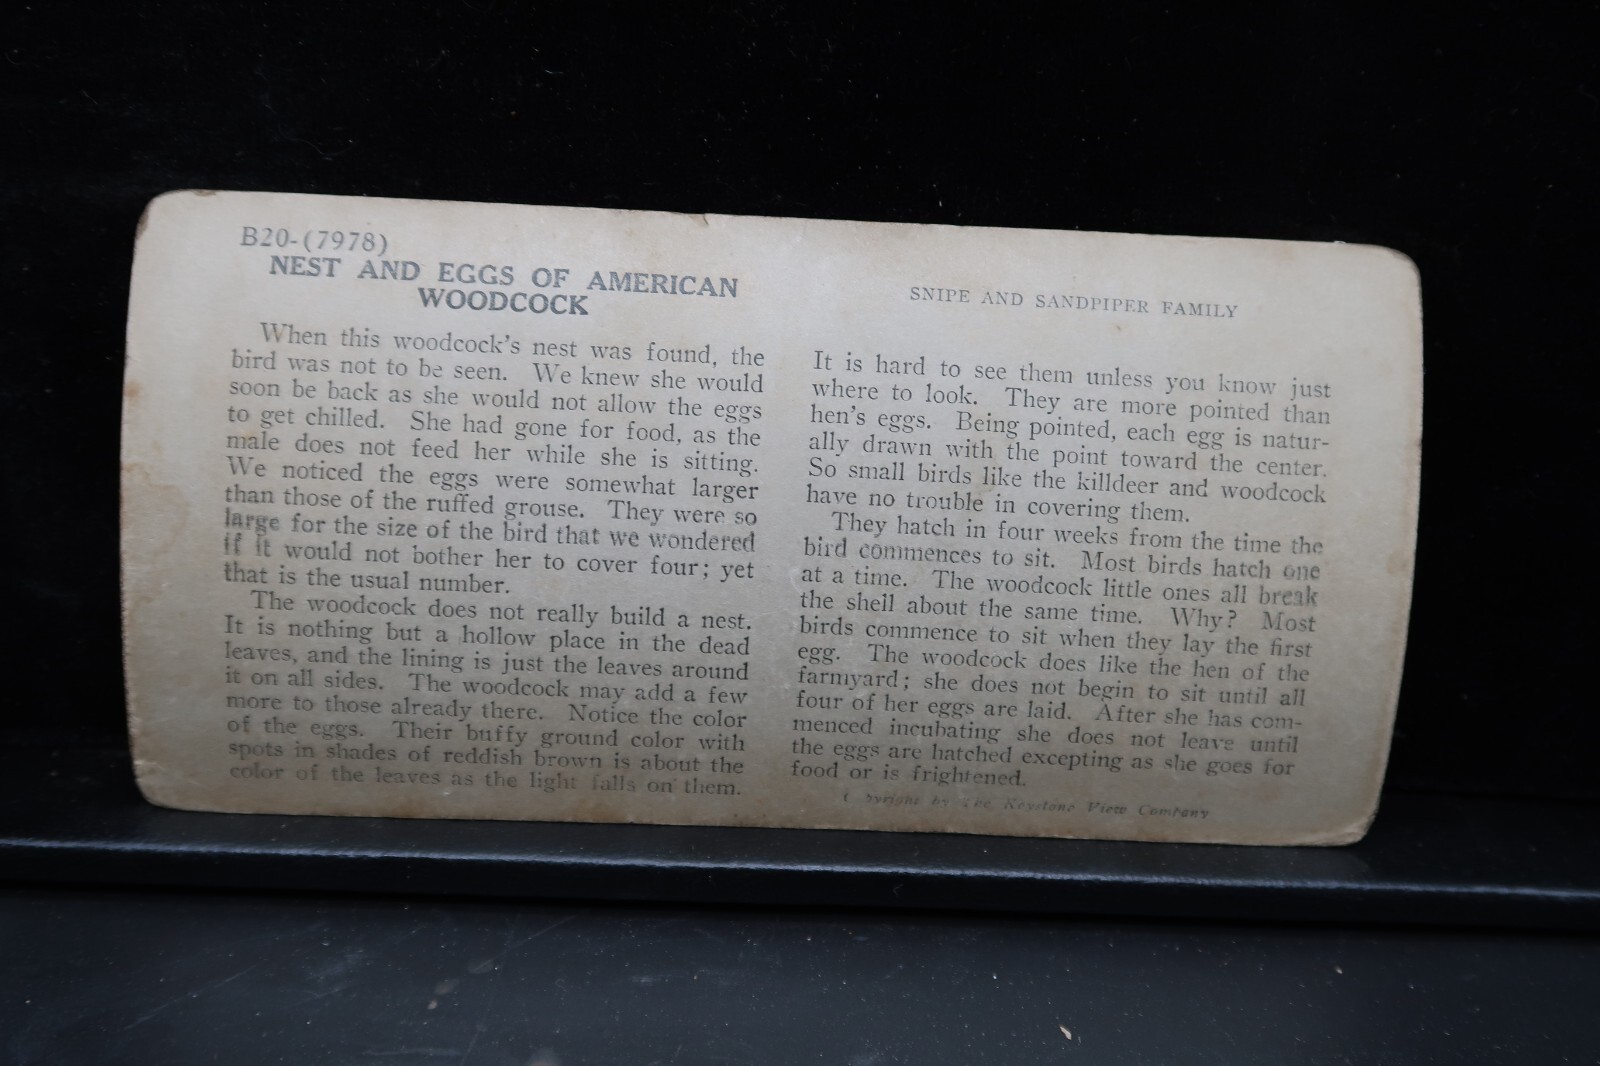 B20-(7978)
NEST AND EGGS OF AMERICAN
WOODCOCK
When this woodcock's nest was found, the
bird was not to be seen. We knew she would
soon be back as she would not allow the eggs
to get chilled. She had gone for food, as the
male does not feed her while she is sitting.
We noticed the eggs were somewhat larger
than those of the ruffed grouse. They were so
large for the size of the bird that we wondered
if it would not bother her to cover four; yet
that is the usual number.
The woodcock does not really build a nest.
It is nothing but a hollow place in the dead
leaves, and the lining is just the leaves around
it on all sides. The woodcock may add a few
more to those already there. Notice the color
of the eggs. Their buffy ground color with
spots in shades of reddish brown is about the
color of the leaves as the light falls on them.
SNIPE AND SANDPIPER FAMILY
It is hard to see them unless you know just
where to look. They are more pointed than
hen's eggs. Being pointed, each egg is natur-
ally drawn with the point toward the center.
So small birds like the killdeer and woodcock
have no trouble in covering them.
They hatch in four weeks from the time the
bird commences to sit. Most birds hatch one
at a time. The woodcock little ones all break
the shell about the same time. Why? Most
birds commence to sit when they lay the first
egg. The woodcock does like the hen of the
farmyard; she does not begin to sit until all
four of her eggs are laid. After she has com-
menced incubating she does not leave until
the eggs are hatched excepting as she goes for
food or is frightened.
Copyright by The Keystone View Company